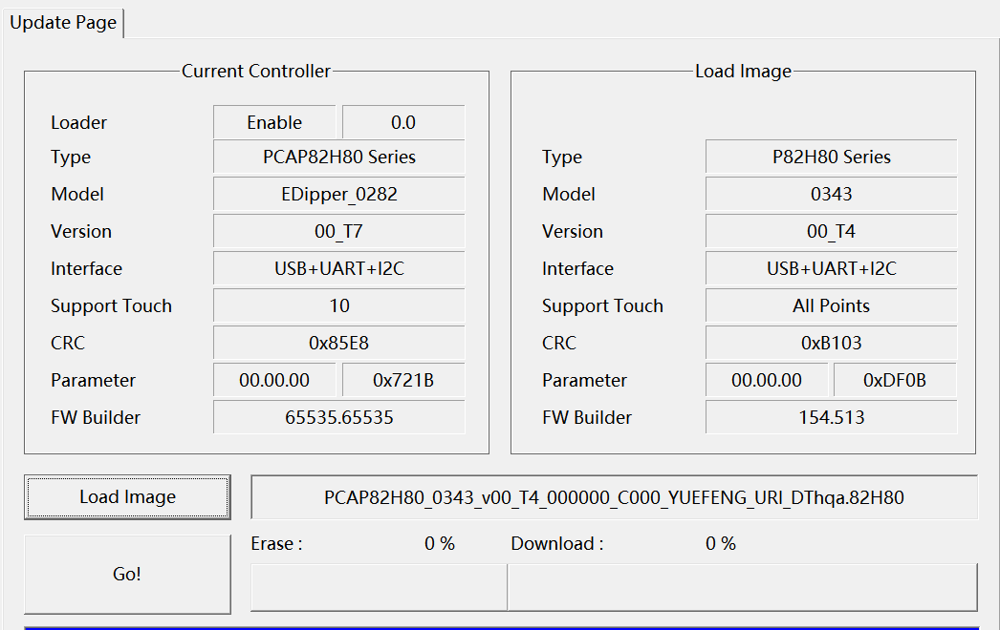 Update Page
Current Controller
Loader Enable 0.0
Type PCAP82H80 Series
Model EDipper_0282
Version 00_T7
Interface USB+UART+I2C
Support Touch 10
CRC 0x85E8
Parameter 00.00.00 0x721B
FW Builder 65535.65535
Load Image
Type P82H80 Series
Model 0343
Version 00_T4
Interface USB+UART+I2C
Support Touch All Points
CRC 0xB103
Parameter 00.00.00 0xDF0B
FW Builder 154.513
Load Image PCAP82H80_0343_v00_T4_000000_C000_YUEFENG_URI_DThqa.82H80
Erase : 0 % Download : 0 %
Go!